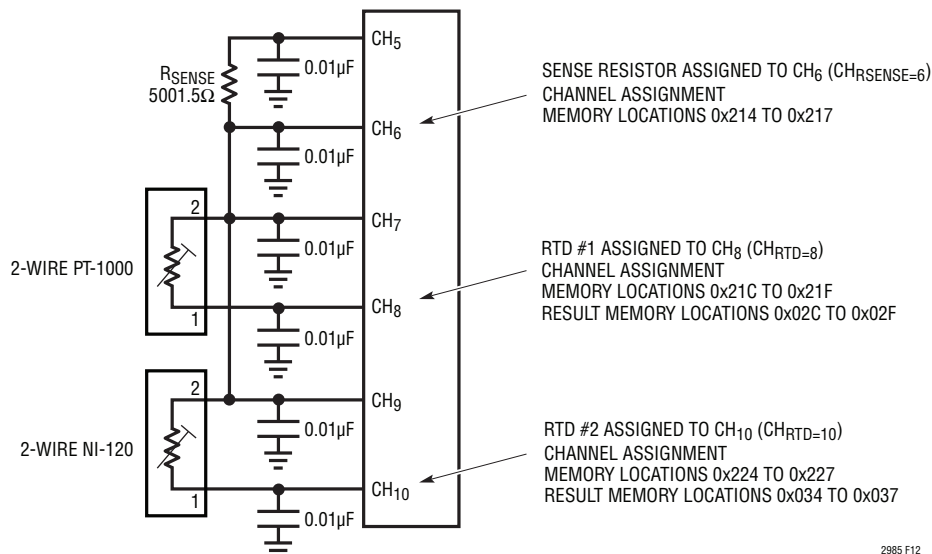 CH5
0.01µF
RSENSE
5001.5Ω
CH6
0.01µF
SENSE RESISTOR ASSIGNED TO CH6 (CHRSENSE=6)
CHANNEL ASSIGNMENT
MEMORY LOCATIONS 0x214 TO 0x217
2
CH7
0.01µF
2-WIRE PT-1000
1
CH8
0.01µF
RTD #1 ASSIGNED TO CH8 (CHRTD=8)
CHANNEL ASSIGNMENT
MEMORY LOCATIONS 0x21C TO 0x21F
RESULT MEMORY LOCATIONS 0x02C TO 0x02F
2
CH9
0.01µF
2-WIRE NI-120
1
CH10
0.01µF
RTD #2 ASSIGNED TO CH10 (CHRTD=10)
CHANNEL ASSIGNMENT
MEMORY LOCATIONS 0x224 TO 0x227
RESULT MEMORY LOCATIONS 0x034 TO 0x037
2985 F12